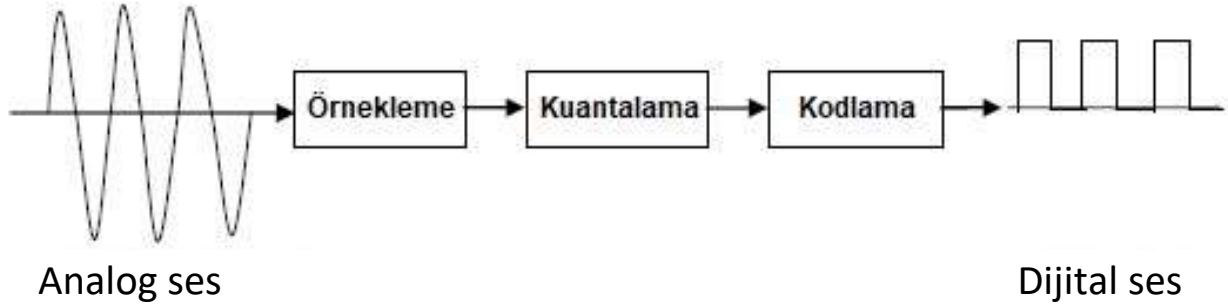 Örnekleme
Kuantalama
Kodlama
Analog ses
Dijital ses